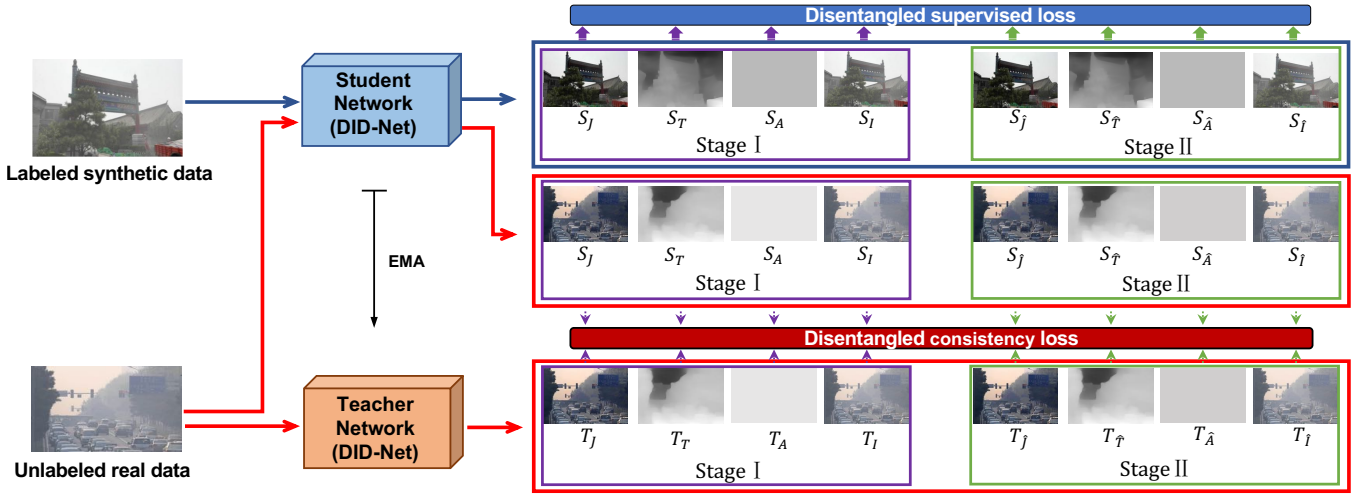 Disentangled supervised loss
Student
Network
(DID-Net)
Labeled synthetic data
S_J S_T S_A S_I
Stage Ⅰ
S_Ĵ S_T̂ S_Â S_Î
Stage Ⅱ
EMA
S_J S_T S_A S_I
Stage Ⅰ
S_Ĵ S_T̂ S_Â S_Î
Stage Ⅱ
Disentangled consistency loss
Teacher
Network
(DID-Net)
Unlabeled real data
T_J T_T T_A T_I
Stage Ⅰ
T_Ĵ T_T̂ T_Â T_Î
Stage Ⅱ